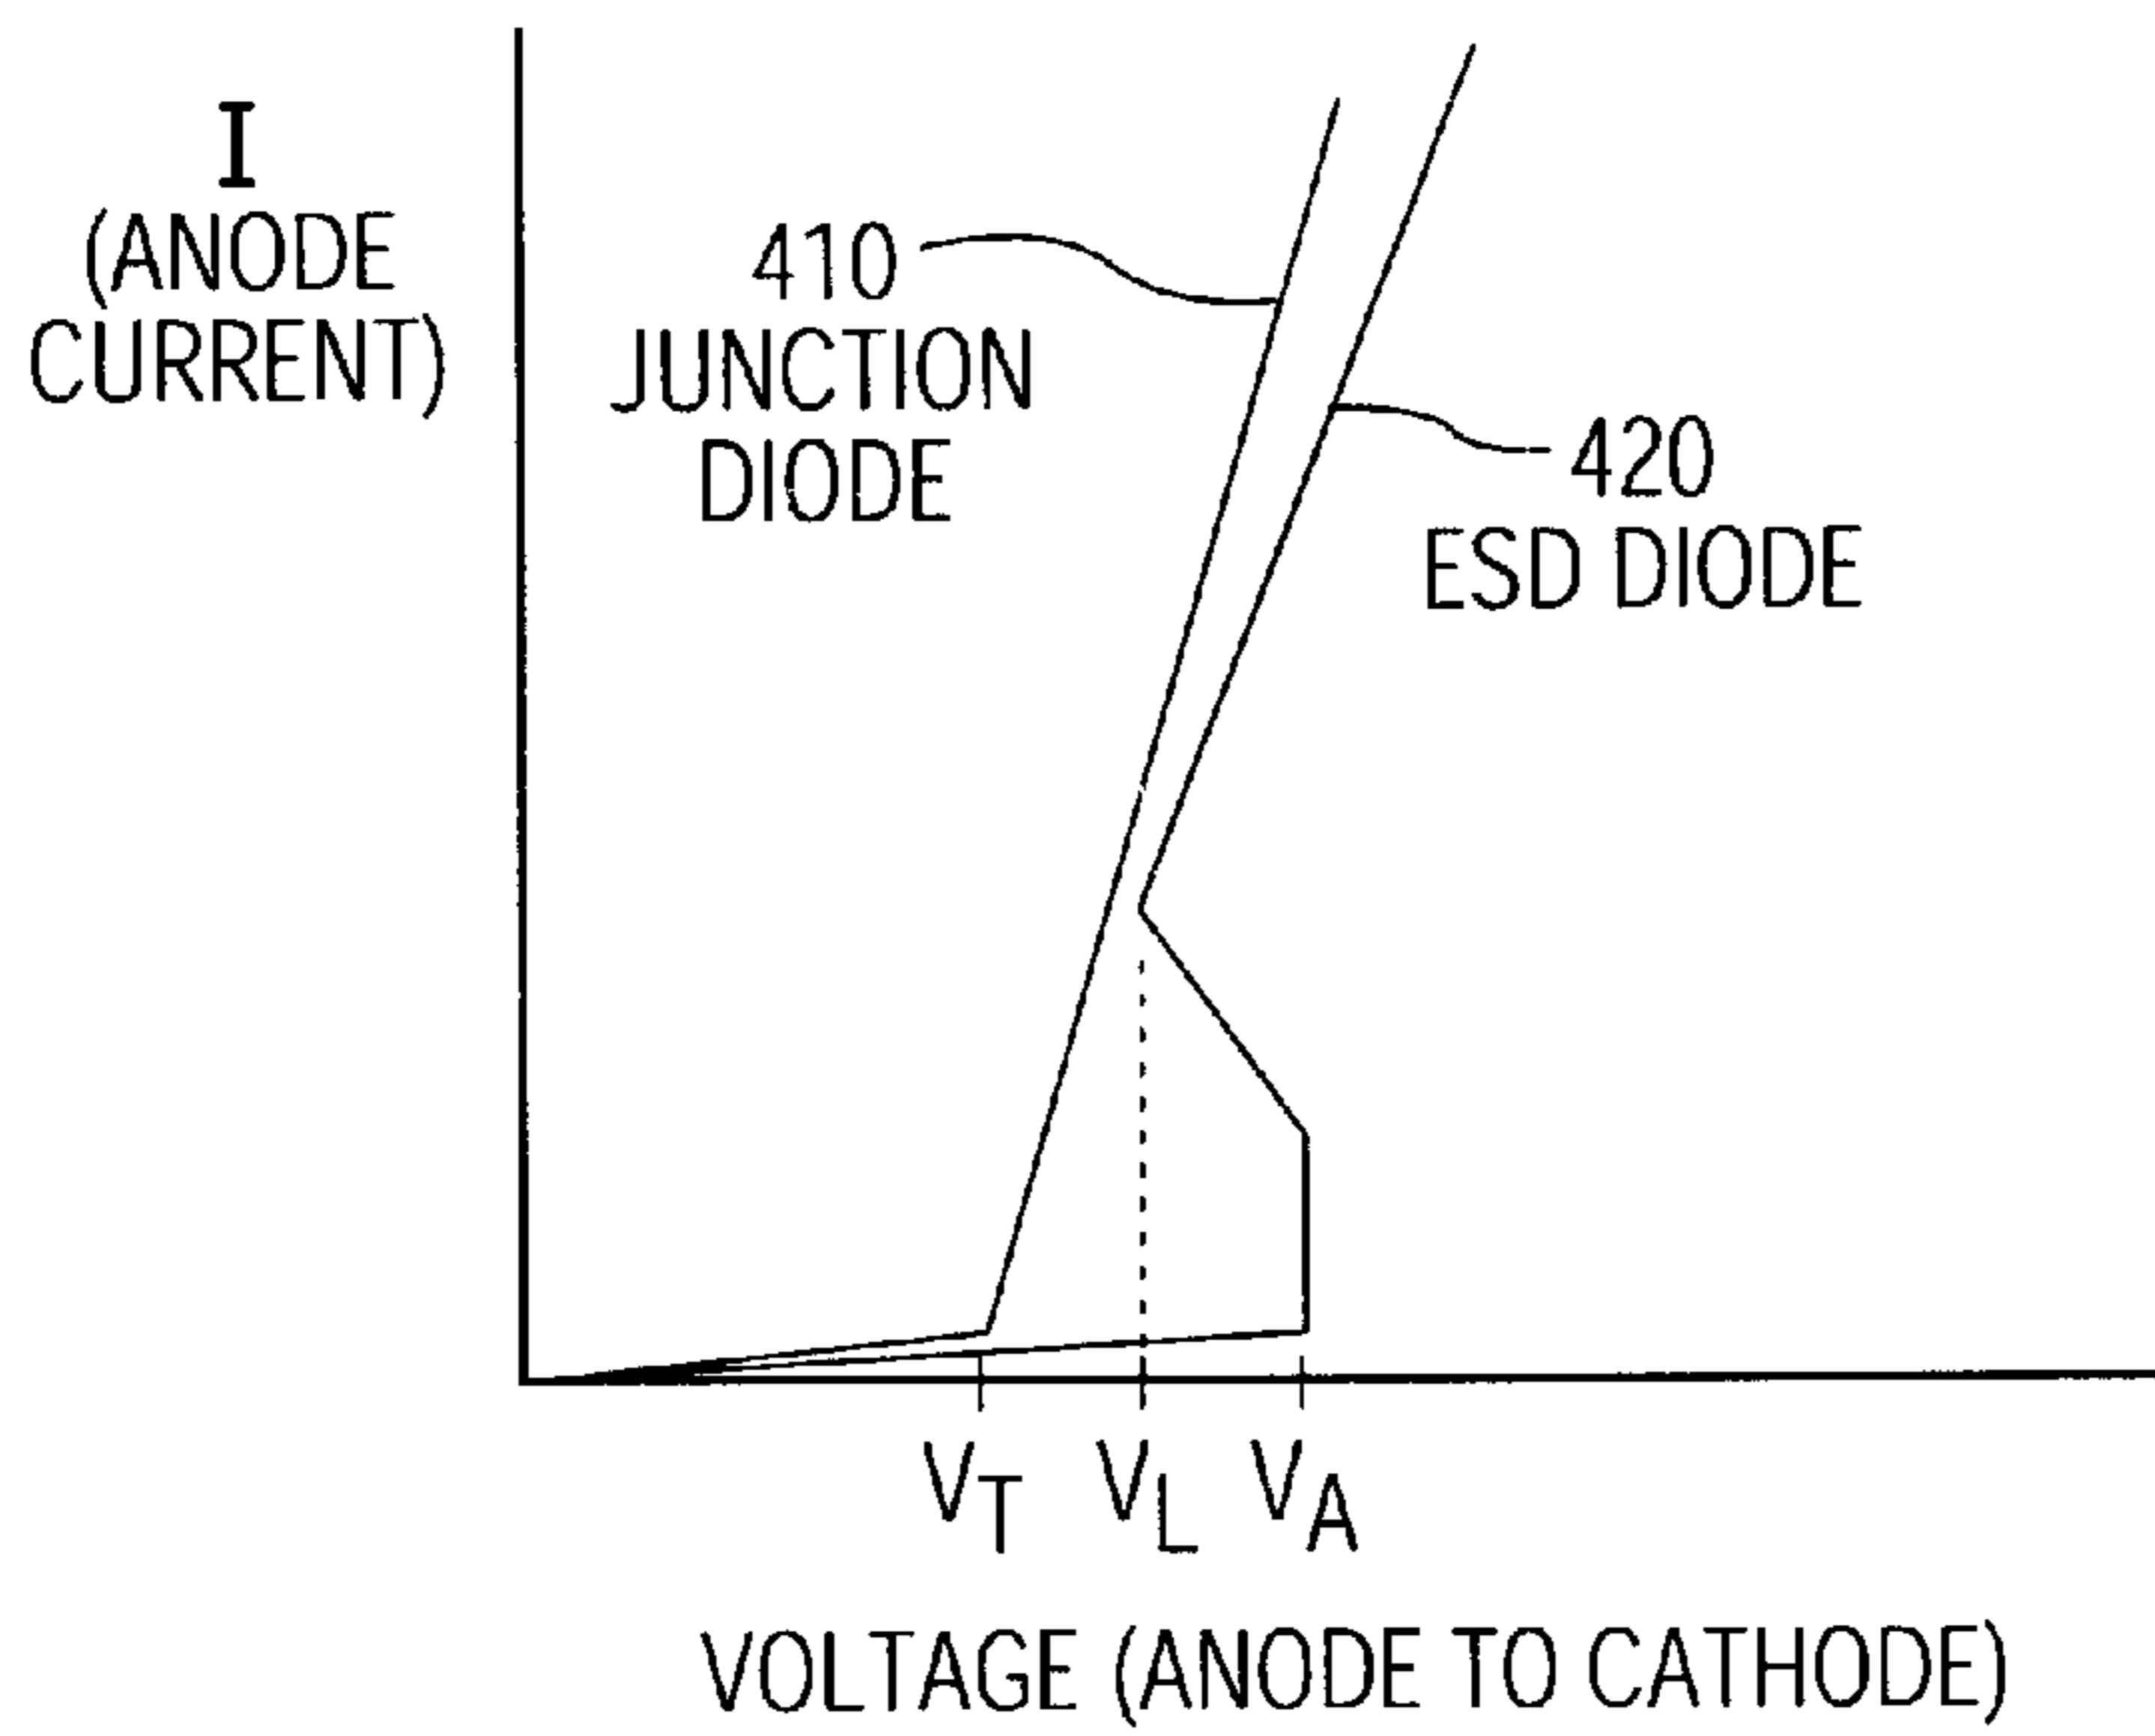 I
(ANODE
CURRENT)
410
JUNCTION
DIODE
420
ESD DIODE
VT VL VA
VOLTAGE (ANODE TO CATHODE)